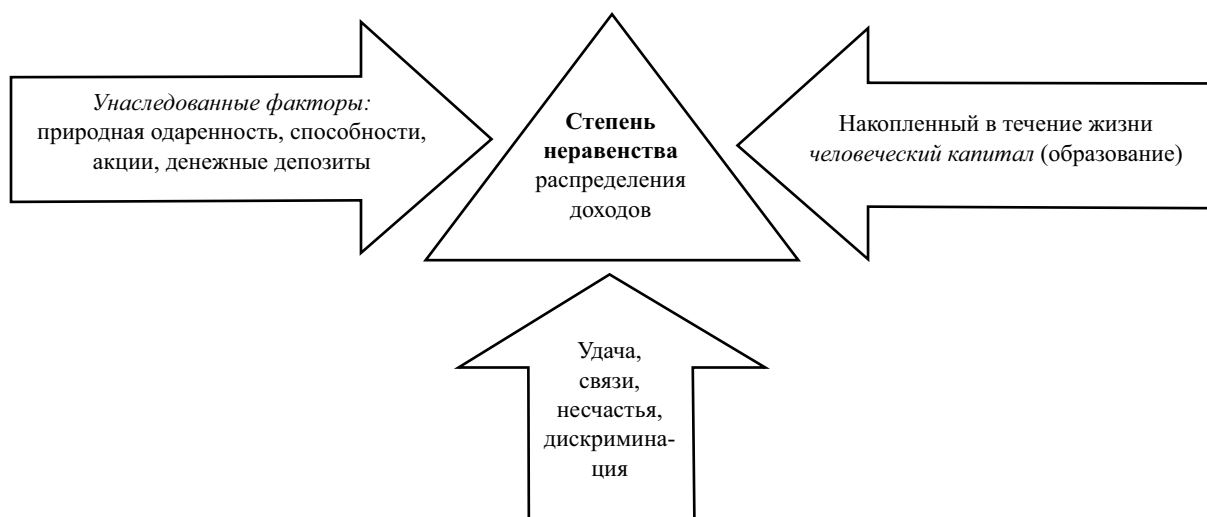 Унаследованные факторы:
природная одаренность, способности,
акции, денежные депозиты
Степень
неравенства
распределения
доходов
Накопленный в течение жизни
человеческий капитал (образование)
Удача,
связи,
несчастья,
дискримина-
ция